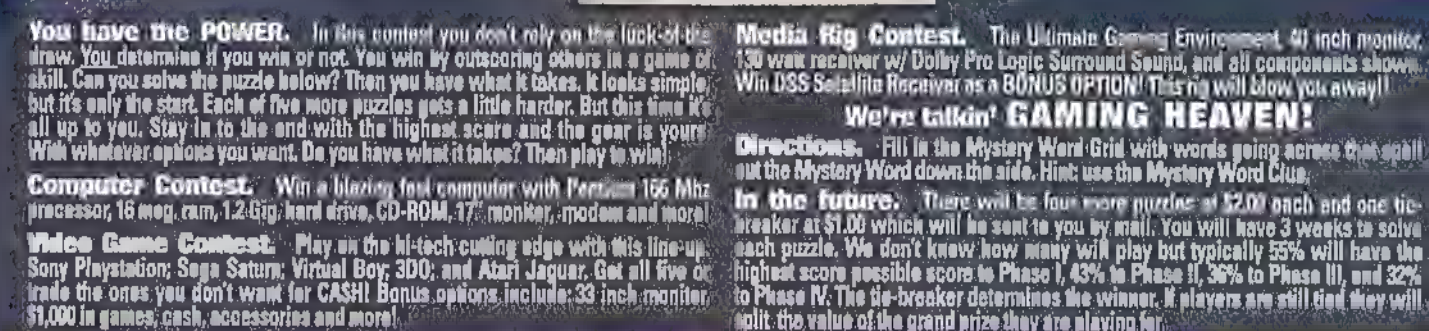 You have the POWER. In this contest you don't rely on the luck-of-the
draw. You determine if you win or not. You win by outscoring others in a game of
skill. Can you solve the puzzle below? Then you have what it takes. It looks simple,
but it's only the start. Each of five more puzzles gets a little harder. But this time it's
all up to you. Stay in to the end with the highest score and the gear is yours
With whatever options you want. Do you have what it takes? Then play to win!
Computer Contest. Win a blazing fast computer with Pentium 166 Mhz
processor, 16 meg. ram, 1.2 Gig. hard drive, CD-ROM, 17" monitor, modem and more!
Video Game Contest. Play on the hi-tech cutting edge with this line-up:
Sony Playstation; Sega Saturn; Virtual Boy; 3DO; and Atari Jaguar. Get all five or
trade the ones you don't want for CASH! Bonus options include: 33 inch monitor,
$1,000 in games, cash, accessories and more!
Media Rig Contest. The Ultimate Gaming Environment. 40 inch monitor,
130 watt receiver w/ Dolby Pro Logic Surround Sound, and all components shown.
Win DSS Satellite Receiver as a BONUS OPTION! This rig will blow you away!!
We're talkin' GAMING HEAVEN!
Directions. Fill in the Mystery Word Grid with words going across that spell
out the Mystery Word down the side. Hint: use the Mystery Word Clue.
In the future. There will be four more puzzles at $2.00 each and one tie-
breaker at $1.00 which will be sent to you by mail. You will have 3 weeks to solve
each puzzle. We don't know how many will play but typically 55% will have the
highest score possible score to Phase I, 43% to Phase II, 36% to Phase III, and 32%
to Phase IV. The tie-breaker determines the winner. If players are still tied they will
split the value of the grand prize they are playing for.